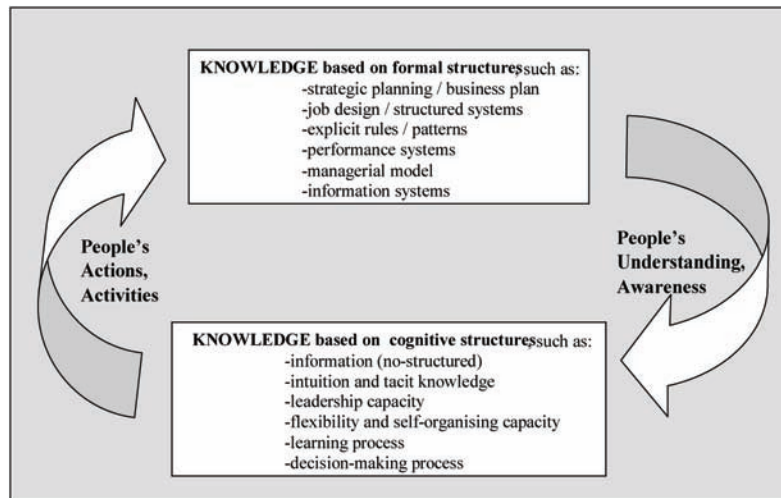 KNOWLEDGE based on formal structures, such as:
-strategic planning / business plan
-job design / structured systems
-explicit rules / patterns
-performance systems
-managerial model
-information systems
People's
Actions,
Activities
People's
Understanding,
Awareness
KNOWLEDGE based on cognitive structures, such as:
-information (no-structured)
-intuition and tacit knowledge
-leadership capacity
-flexibility and self-organising capacity
-learning process
-decision-making process